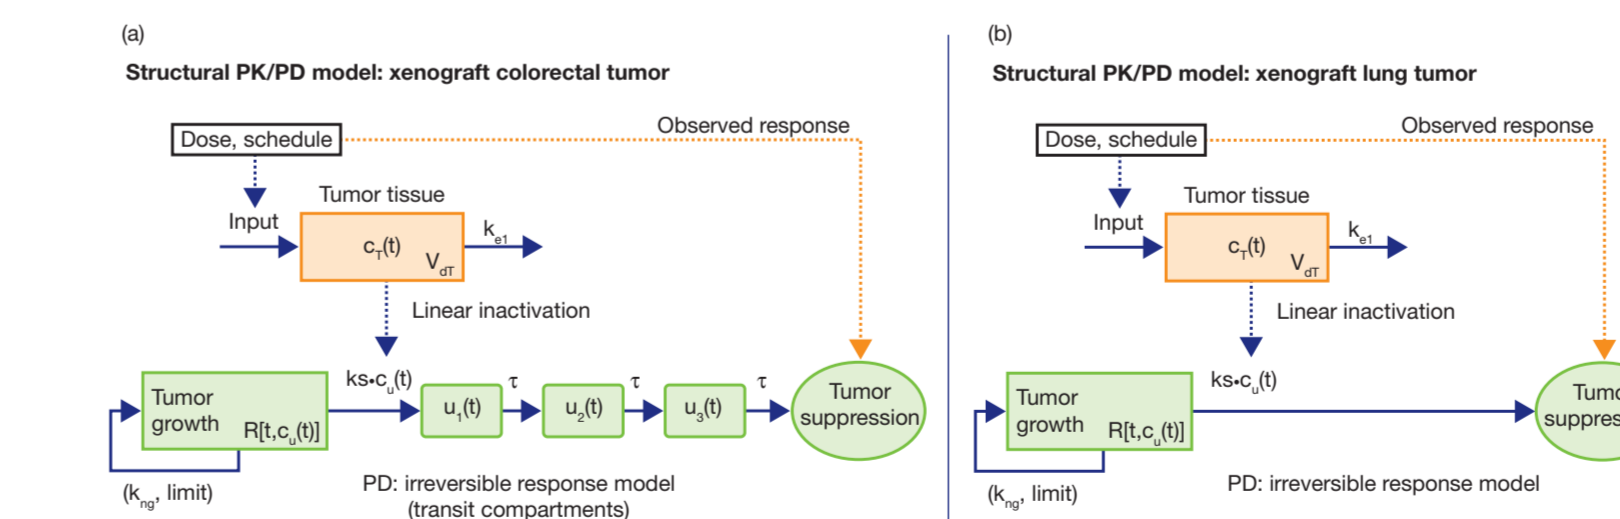 (a)
Structural PK/PD model: xenograft colorectal tumor
Dose, schedule
Observed response
Tumor tissue
Input
c_T(t)
V_dT
k_e1
Linear inactivation
Tumor
growth
R[t,c_u(t)]
ks•c_u(t)
u_1(t)
τ
u_2(t)
τ
u_3(t)
τ
Tumor
suppression
(k_ng, limit)
PD: irreversible response model
(transit compartments)
(b)
Structural PK/PD model: xenograft lung tumor
Dose, schedule
Observed response
Tumor tissue
Input
c_T(t)
V_dT
k_e1
Linear inactivation
Tumor
growth
R[t,c_u(t)]
ks•c_u(t)
Tumo
suppres
(k_ng, limit)
PD: irreversible response model